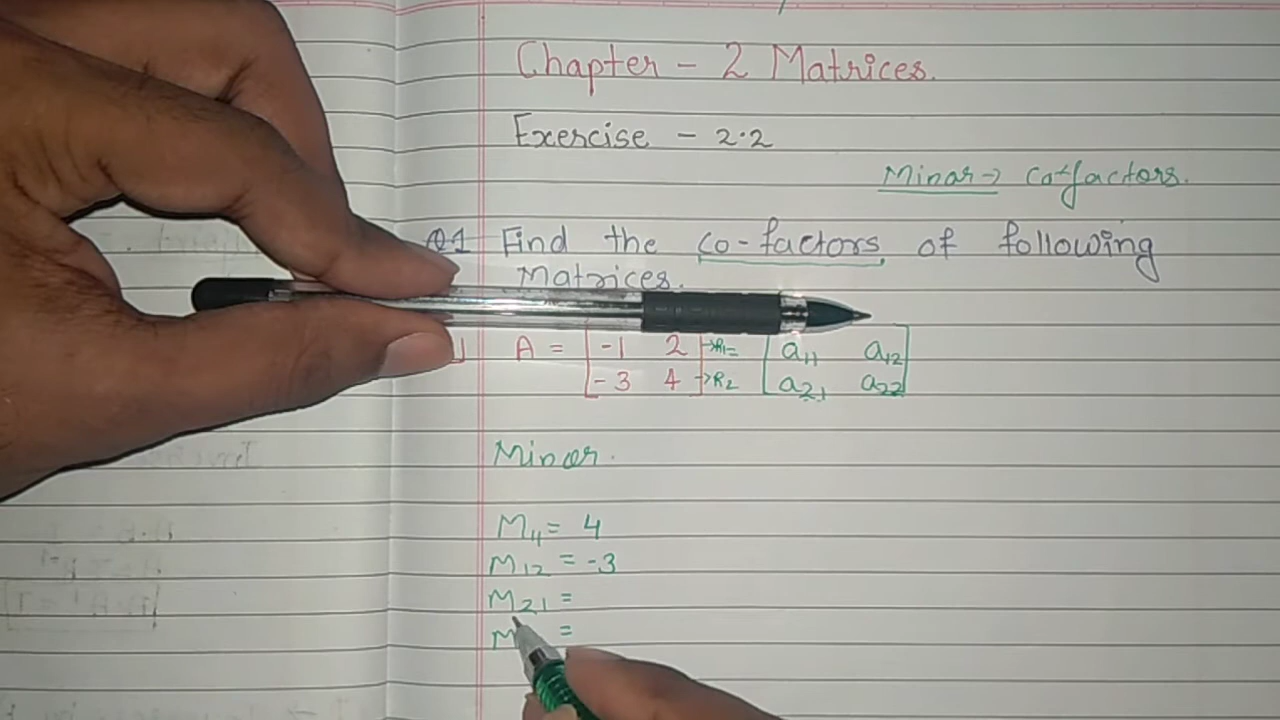 Chapter - 2 Matrices.
Exercise - 2.2
Minor → Co-factors.
Q1 Find the Co-factors of following
Matrices.
A = [-1 2 →R1 = [a11 a12
-3 4] →R2 a21 a22]
Minor.
M11 = 4
M12 = -3
M21 =
M =